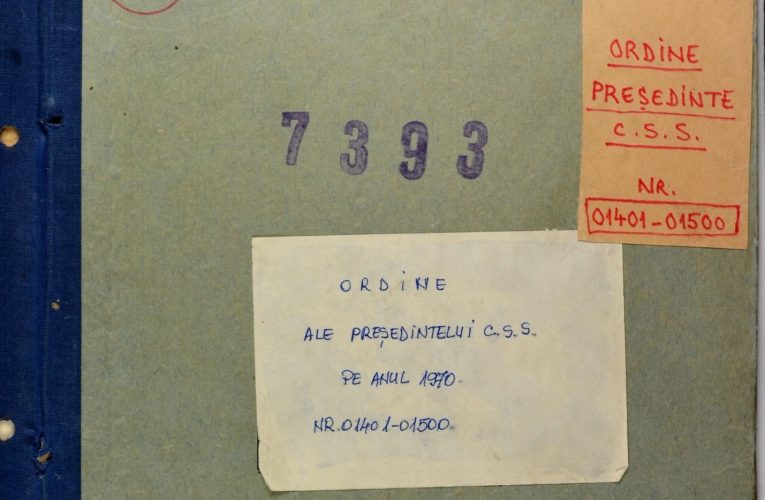 ORDINE
PREȘEDINTE
C.S.S.
NR.
01401-01500
7393
ORDINE
ALE PREȘEDINTELUI C.S.S.
PE ANUL 1970.
NR.01401-01500.